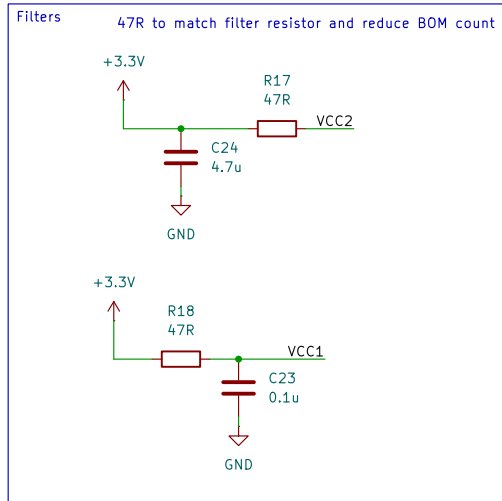 Filters
47R to match filter resistor and reduce BOM count
+3.3V
R17
47R
VCC2
C24
4.7u
GND
+3.3V
R18
47R
VCC1
C23
0.1u
GND